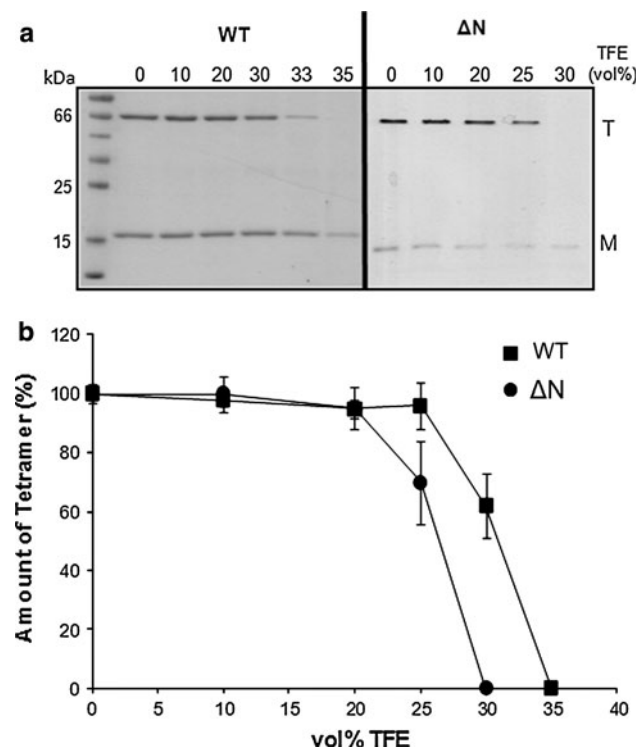 a
WT
ΔN
kDa 0 10 20 30 33 35 0 10 20 25 30 TFE (vol%)
66
T
25
15
M
b
120
100
80
60
40
20
0
WT
ΔN
Amount of Tetramer (%)
0 5 10 15 20 25 30 35 40
vol% TFE